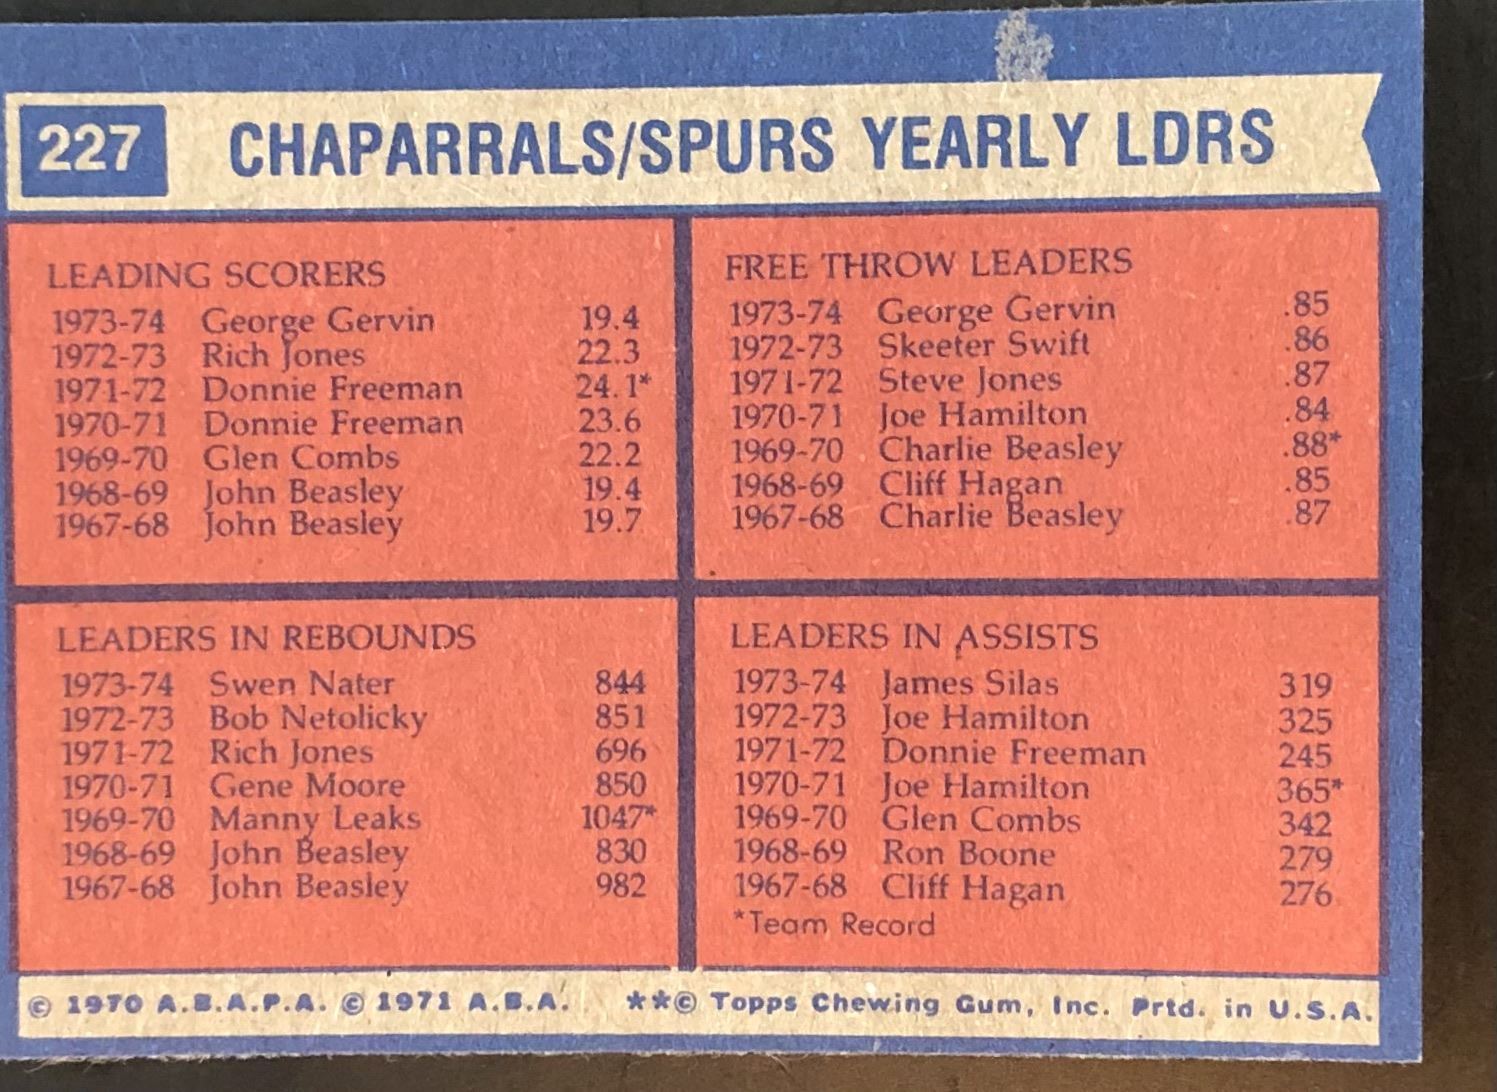 227 CHAPARRALS/SPURS YEARLY LDRS
LEADING SCORERS
1973-74 George Gervin 19.4
1972-73 Rich Jones 22.3
1971-72 Donnie Freeman 24.1*
1970-71 Donnie Freeman 23.6
1969-70 Glen Combs 22.2
1968-69 John Beasley 19.4
1967-68 John Beasley 19.7
FREE THROW LEADERS
1973-74 George Gervin .85
1972-73 Skeeter Swift .86
1971-72 Steve Jones .87
1970-71 Joe Hamilton .84
1969-70 Charlie Beasley .88*
1968-69 Cliff Hagan .85
1967-68 Charlie Beasley .87
LEADERS IN REBOUNDS
1973-74 Swen Nater 844
1972-73 Bob Netolicky 851
1971-72 Rich Jones 696
1970-71 Gene Moore 850
1969-70 Manny Leaks 1047*
1968-69 John Beasley 830
1967-68 John Beasley 982
LEADERS IN ASSISTS
1973-74 James Silas 319
1972-73 Joe Hamilton 325
1971-72 Donnie Freeman 245
1970-71 Joe Hamilton 365*
1969-70 Glen Combs 342
1968-69 Ron Boone 279
1967-68 Cliff Hagan 276
*Team Record
© 1970 A.B.A.P.A. © 1971 A.B.A. **© Topps Chewing Gum, Inc. Prtd. in U.S.A.